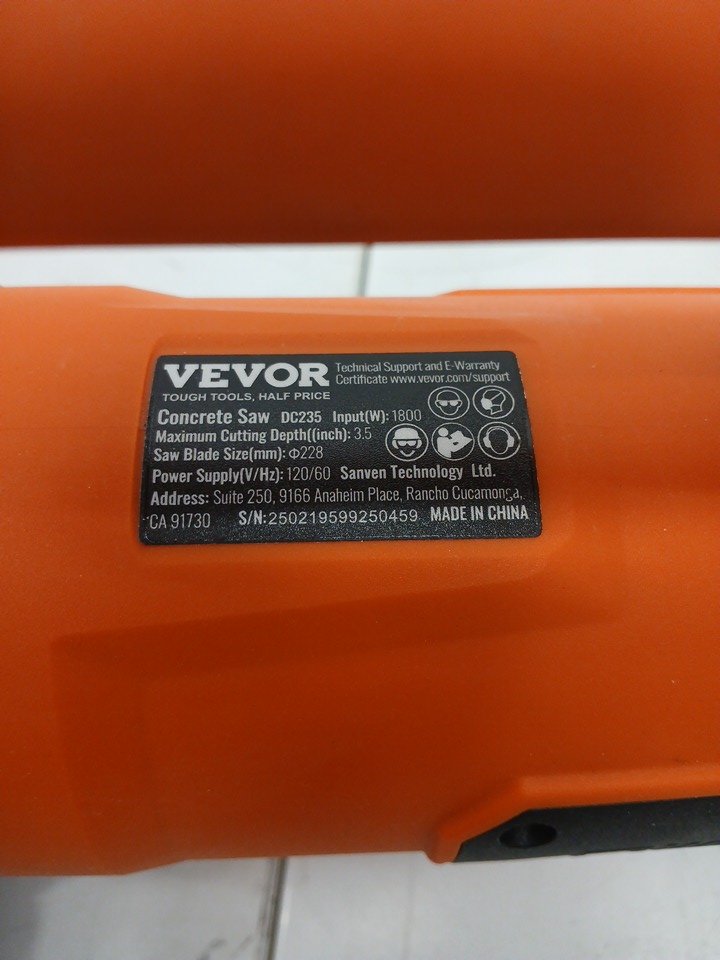 VEVOR
TOUGH TOOLS, HALF PRICE
Technical Support and E-Warranty
Certificate www.vevor.com/support
Concrete Saw DC235 Input(W): 1800
Maximum Cutting Depth((inch): 3.5
Saw Blade Size(mm): Φ228
Power Supply(V/Hz): 120/60 Sanven Technology Ltd.
Address: Suite 250, 9166 Anaheim Place, Rancho Cucamonga,
CA 91730 S/N:250219599250459 MADE IN CHINA